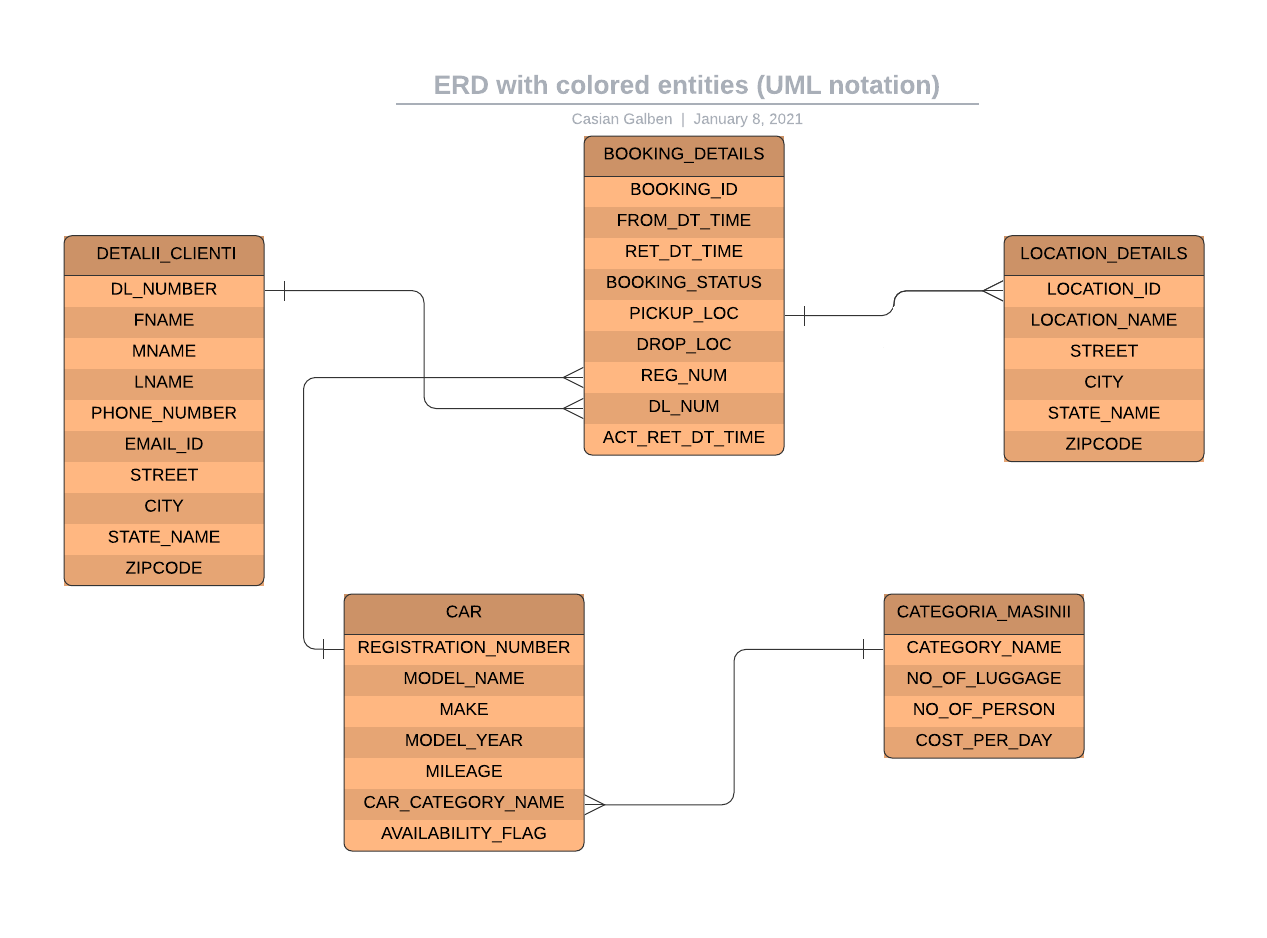 ERD with colored entities (UML notation)
Casian Galben | January 8, 2021
BOOKING_DETAILS
BOOKING_ID
FROM_DT_TIME
RET_DT_TIME
BOOKING_STATUS
PICKUP_LOC
DROP_LOC
REG_NUM
DL_NUM
ACT_RET_DT_TIME
DETALII_CLIENTI
DL_NUMBER
FNAME
MNAME
LNAME
PHONE_NUMBER
EMAIL_ID
STREET
CITY
STATE_NAME
ZIPCODE
LOCATION_DETAILS
LOCATION_ID
LOCATION_NAME
STREET
CITY
STATE_NAME
ZIPCODE
CAR
REGISTRATION_NUMBER
MODEL_NAME
MAKE
MODEL_YEAR
MILEAGE
CAR_CATEGORY_NAME
AVAILABILITY_FLAG
CATEGORIA_MASINII
CATEGORY_NAME
NO_OF_LUGGAGE
NO_OF_PERSON
COST_PER_DAY